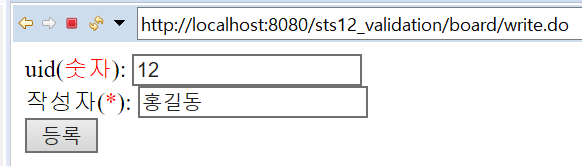 http://localhost:8080/sts12_validation/board/write.do
uid(숫자): 12
작성자(*): 홍길동
등록